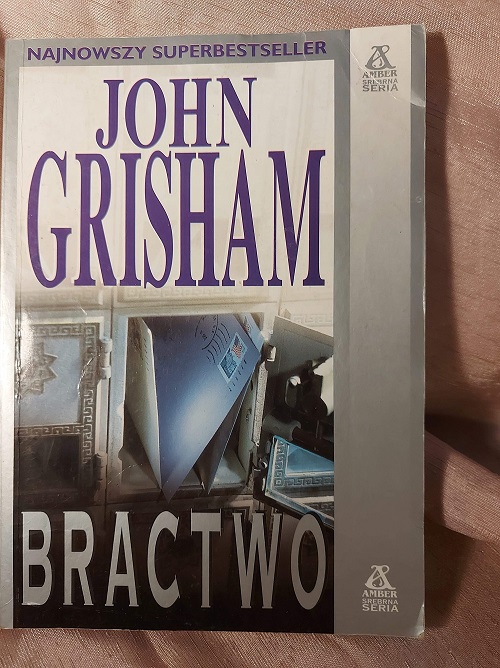 NAJNOWSZY SUPERBESTSELLER
JOHN
GRISHAM
BRACTWO
AMBER
SREBRNA
SERIA
AMBER
SREBRNA
SERIA